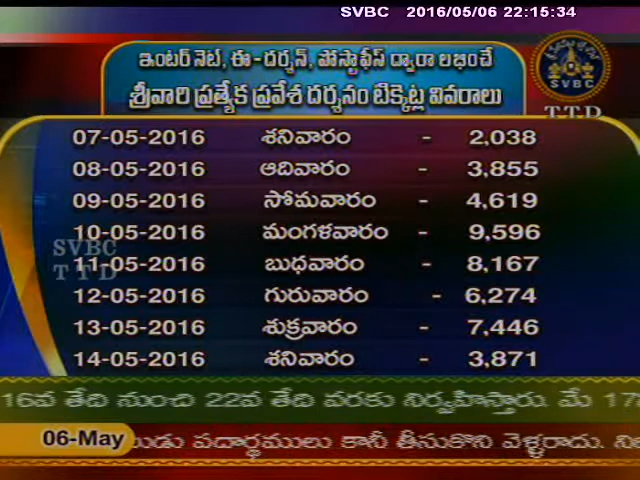 SVBC 2016/05/06 22:15:34
ఇంటర్ నెట్, ఈ - దర్శన్, పోస్టాఫీస్ ద్వారా లభించే
శ్రీవారి ప్రత్యేక ప్రవేశ దర్శనం టిక్కెట్ల వివరాలు
SVBC
TTD
07-05-2016 శనివారం - 2,038
08-05-2016 ఆదివారం - 3,855
09-05-2016 సోమవారం - 4,619
10-05-2016 మంగళవారం - 9,596
SVBC
TTD
11-05-2016 బుధవారం - 8,167
12-05-2016 గురువారం - 6,274
13-05-2016 శుక్రవారం - 7,446
14-05-2016 శనివారం - 3,871
16వ తేది నుంచి 22వ తేది వరకు నిర్వహిస్తారు. మే 17
06-May పదార్థములు కానీ తీసుకొని వెళ్ళరాదు.